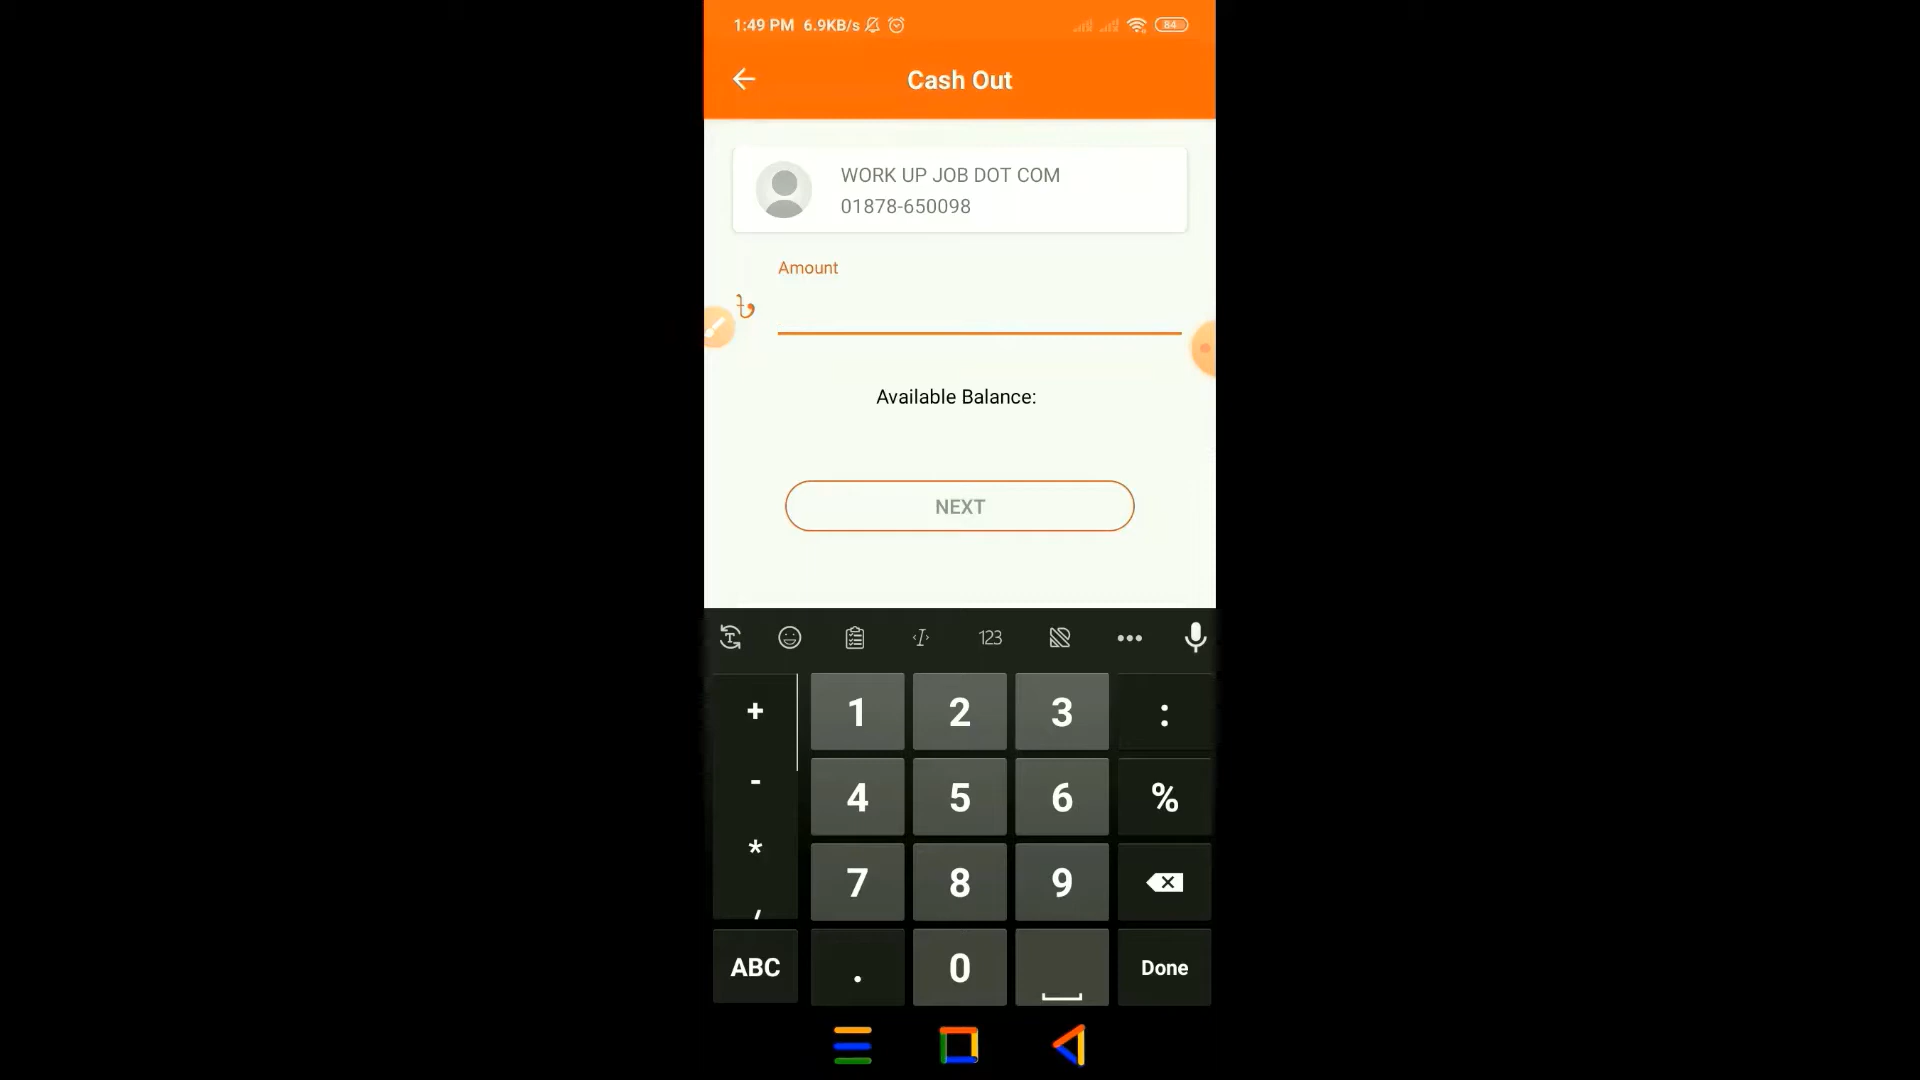 1:49 PM 6.9KB/s 84
Cash Out
WORK UP JOB DOT COM
01878-650098
Amount
৳
Available Balance:
NEXT
123
+ 1 2 3 :
- 4 5 6 %
* 7 8 9
,
ABC . 0 Done